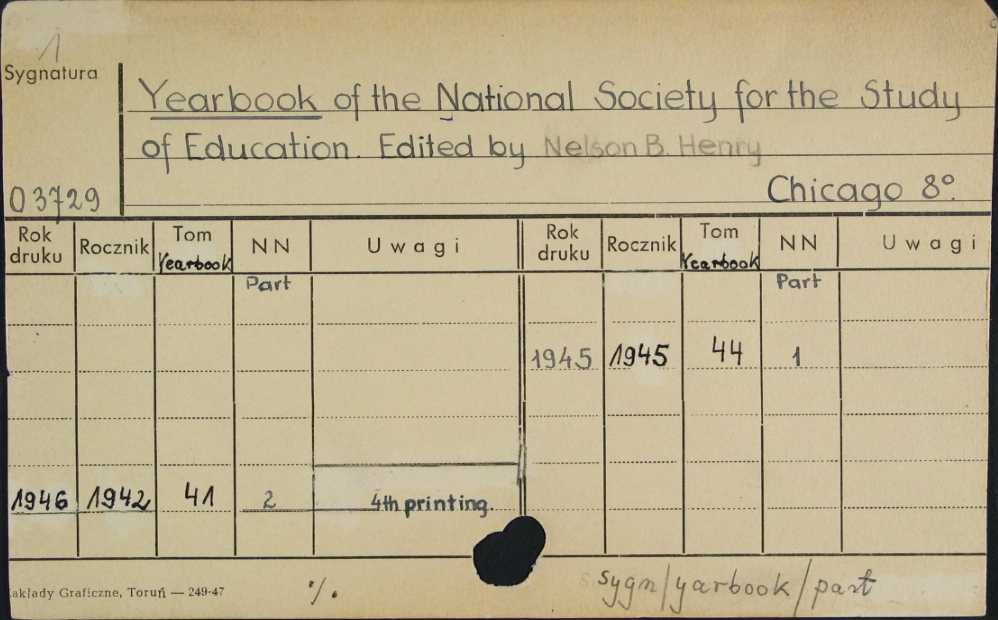 1
Sygnatura
Yearbook of the National Society for the Study
of Education. Edited by Nelson B. Henry
03729
Chicago 8°.
Rok druku Rocznik Tom Yearbook NN Uwagi Rok druku Rocznik Tom Yearbook NN Uwagi
Part Part
1945 1945 44 1
1946 1942 41 2 4th printing.
akłady Graficzne, Toruń — 249-47
·/.
sygn/yarbook/part